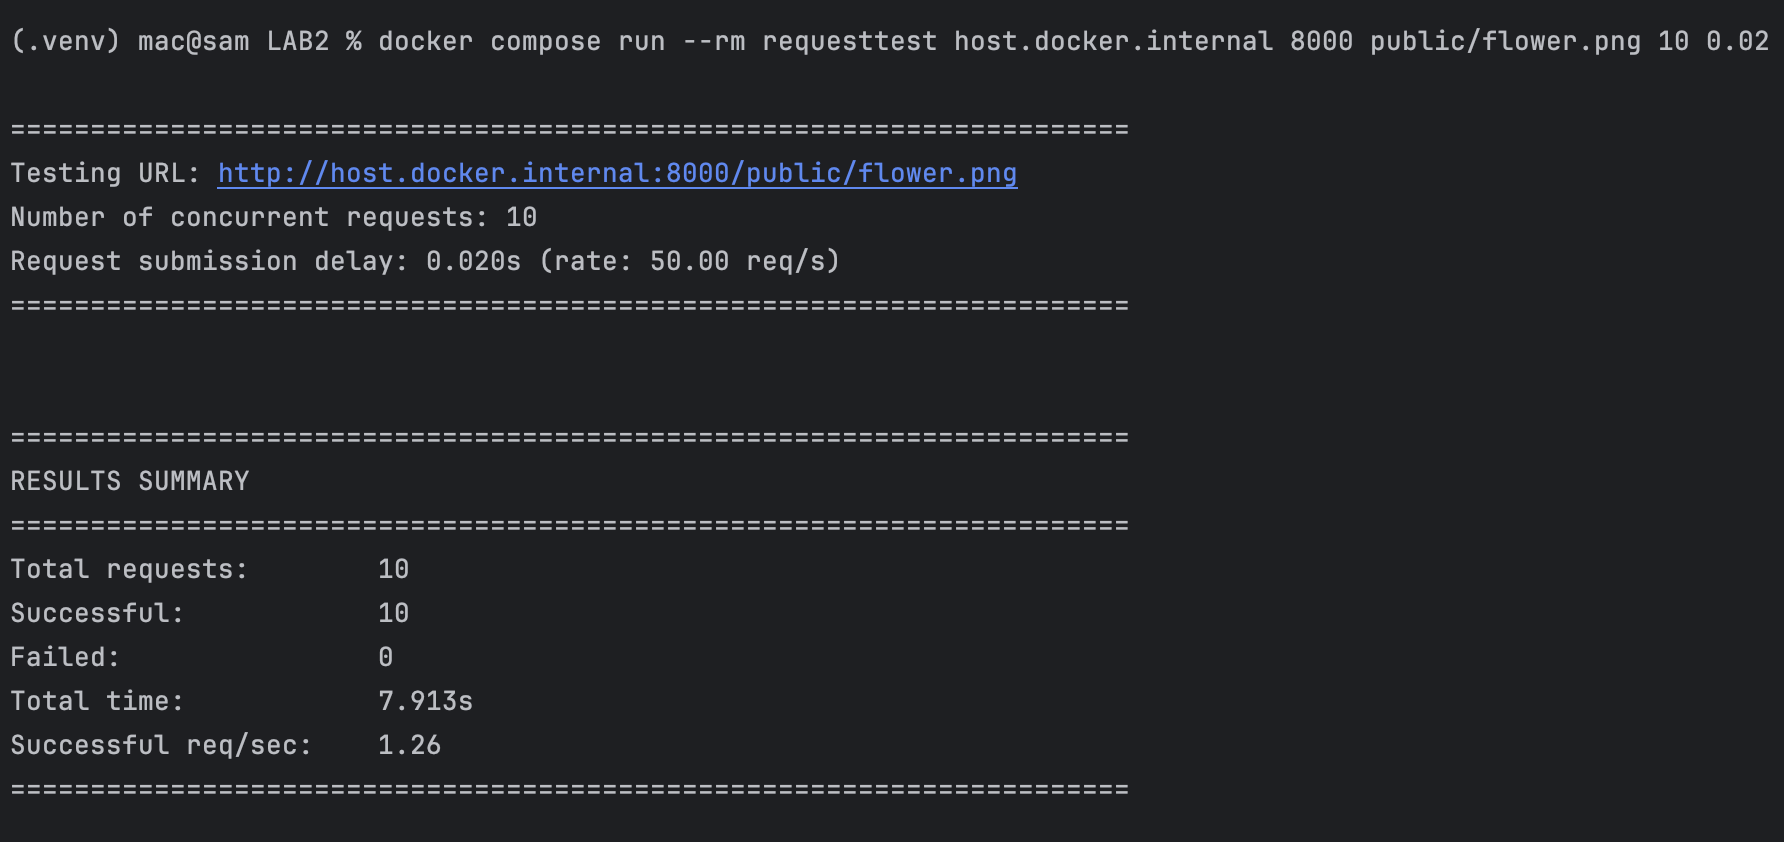 (.venv) mac@sam LAB2 % docker compose run --rm requesttest host.docker.internal 8000 public/flower.png 10 0.02
======================================================================
Testing URL: http://host.docker.internal:8000/public/flower.png
Number of concurrent requests: 10
Request submission delay: 0.020s (rate: 50.00 req/s)
======================================================================
======================================================================
RESULTS SUMMARY
======================================================================
Total requests:        10
Successful:            10
Failed:                0
Total time:            7.913s
Successful req/sec:    1.26
======================================================================